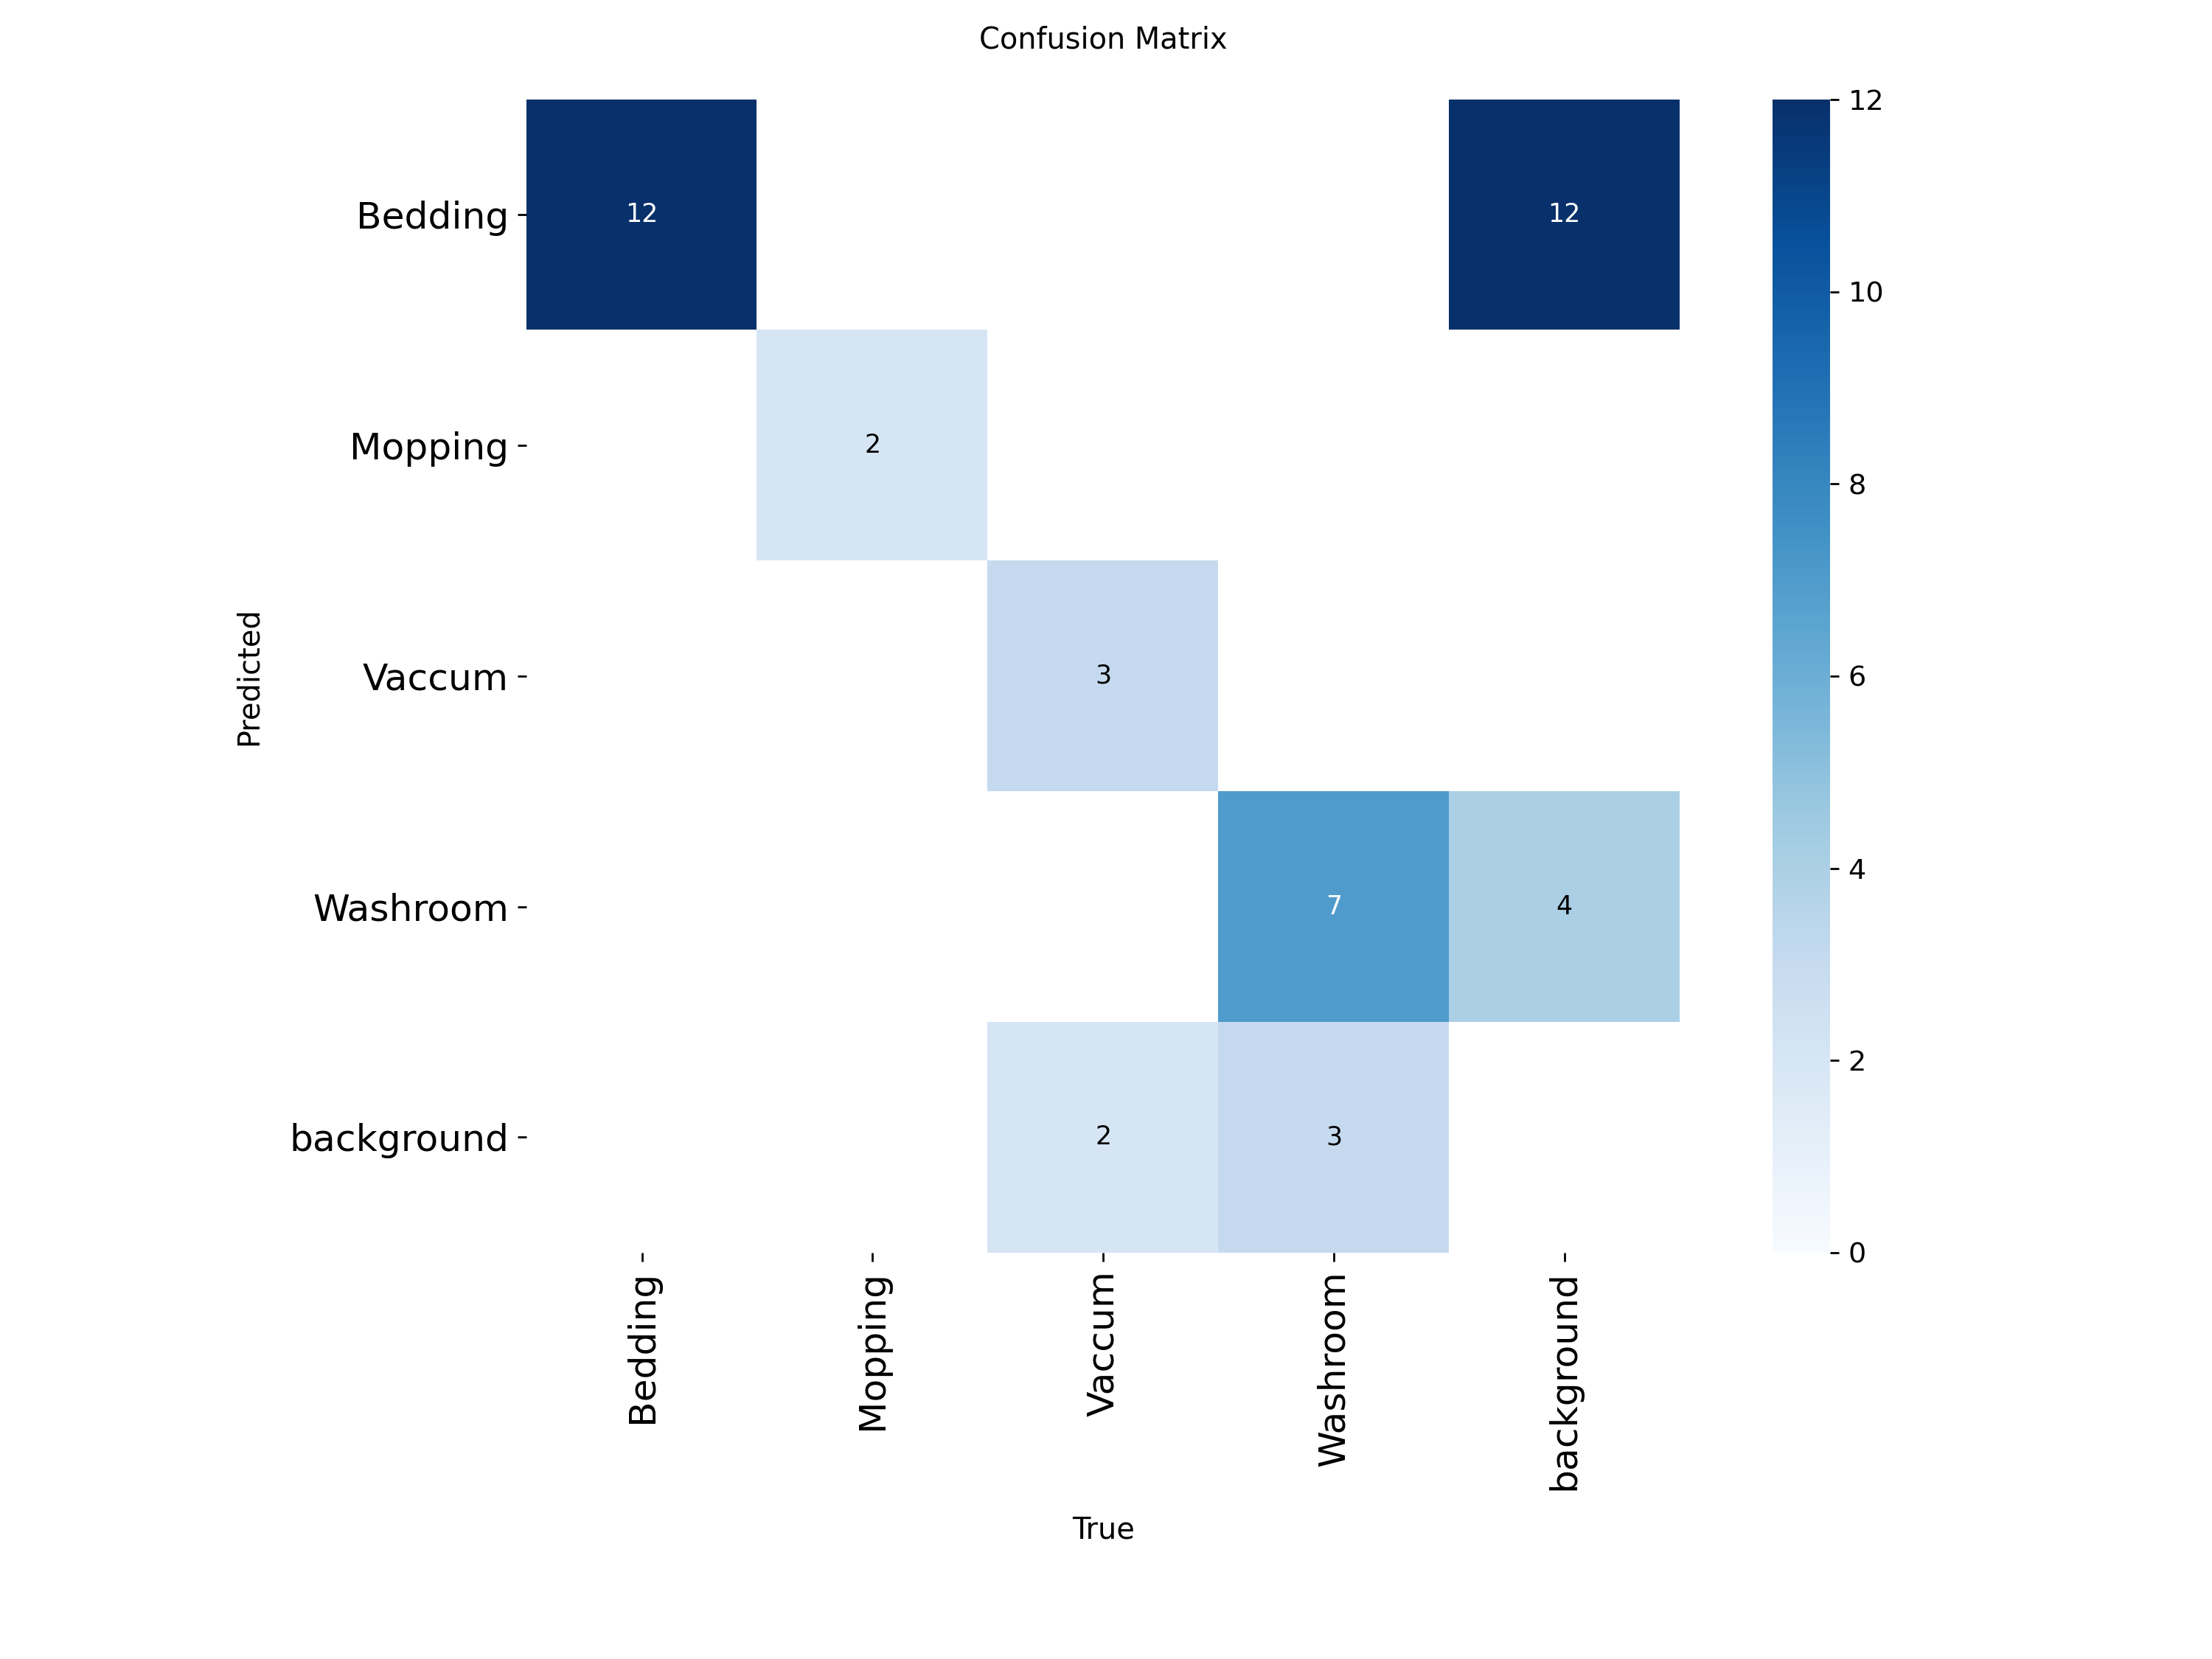 Confusion Matrix
Bedding
12
12
12
10
Mopping
2
8
Predicted
Vaccum
3
6
Washroom
7
4
4
background
2
3
2
0
Bedding
Mopping
Vaccum
Washroom
background
True